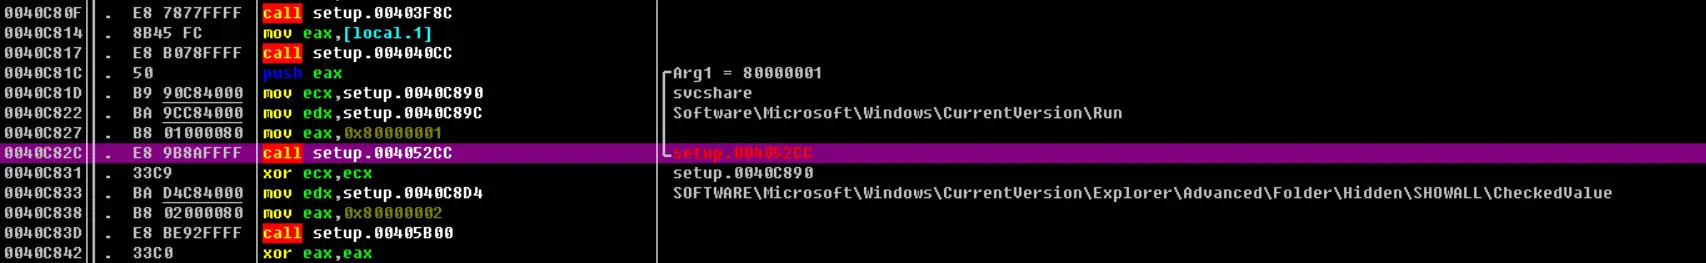 0040C80F . E8 7877FFFF call setup.00403F8C
0040C814 . 8B45 FC mov eax,[local.1]
0040C817 . E8 B078FFFF call setup.004040CC
0040C81C . 50 push eax Arg1 = 80000001
0040C81D . B9 90C84000 mov ecx,setup.0040C890 svcshare
0040C822 . BA 9CC84000 mov edx,setup.0040C89C Software\Microsoft\Windows\CurrentVersion\Run
0040C827 . B8 01000080 mov eax,0x80000001
0040C82C . E8 9B8AFFFF call setup.004052CC setup.004052CC
0040C831 . 33C9 xor ecx,ecx setup.0040C890
0040C833 . BA D4C84000 mov edx,setup.0040C8D4 SOFTWARE\Microsoft\Windows\CurrentVersion\Explorer\Advanced\Folder\Hidden\SHOWALL\CheckedValue
0040C838 . B8 02000080 mov eax,0x80000002
0040C83D . E8 BE92FFFF call setup.00405B00
0040C842 . 33C0 xor eax,eax